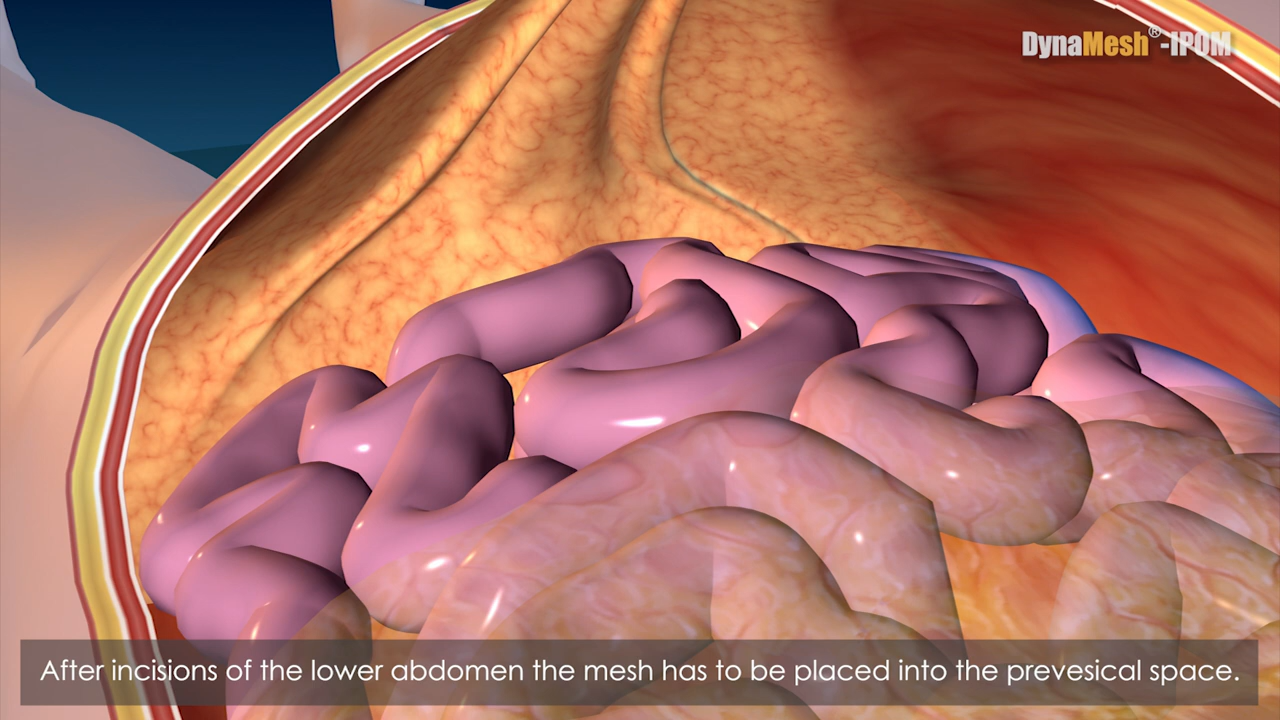 DynaMesh®-IPOM
After incisions of the lower abdomen the mesh has to be placed into the prevesical space.